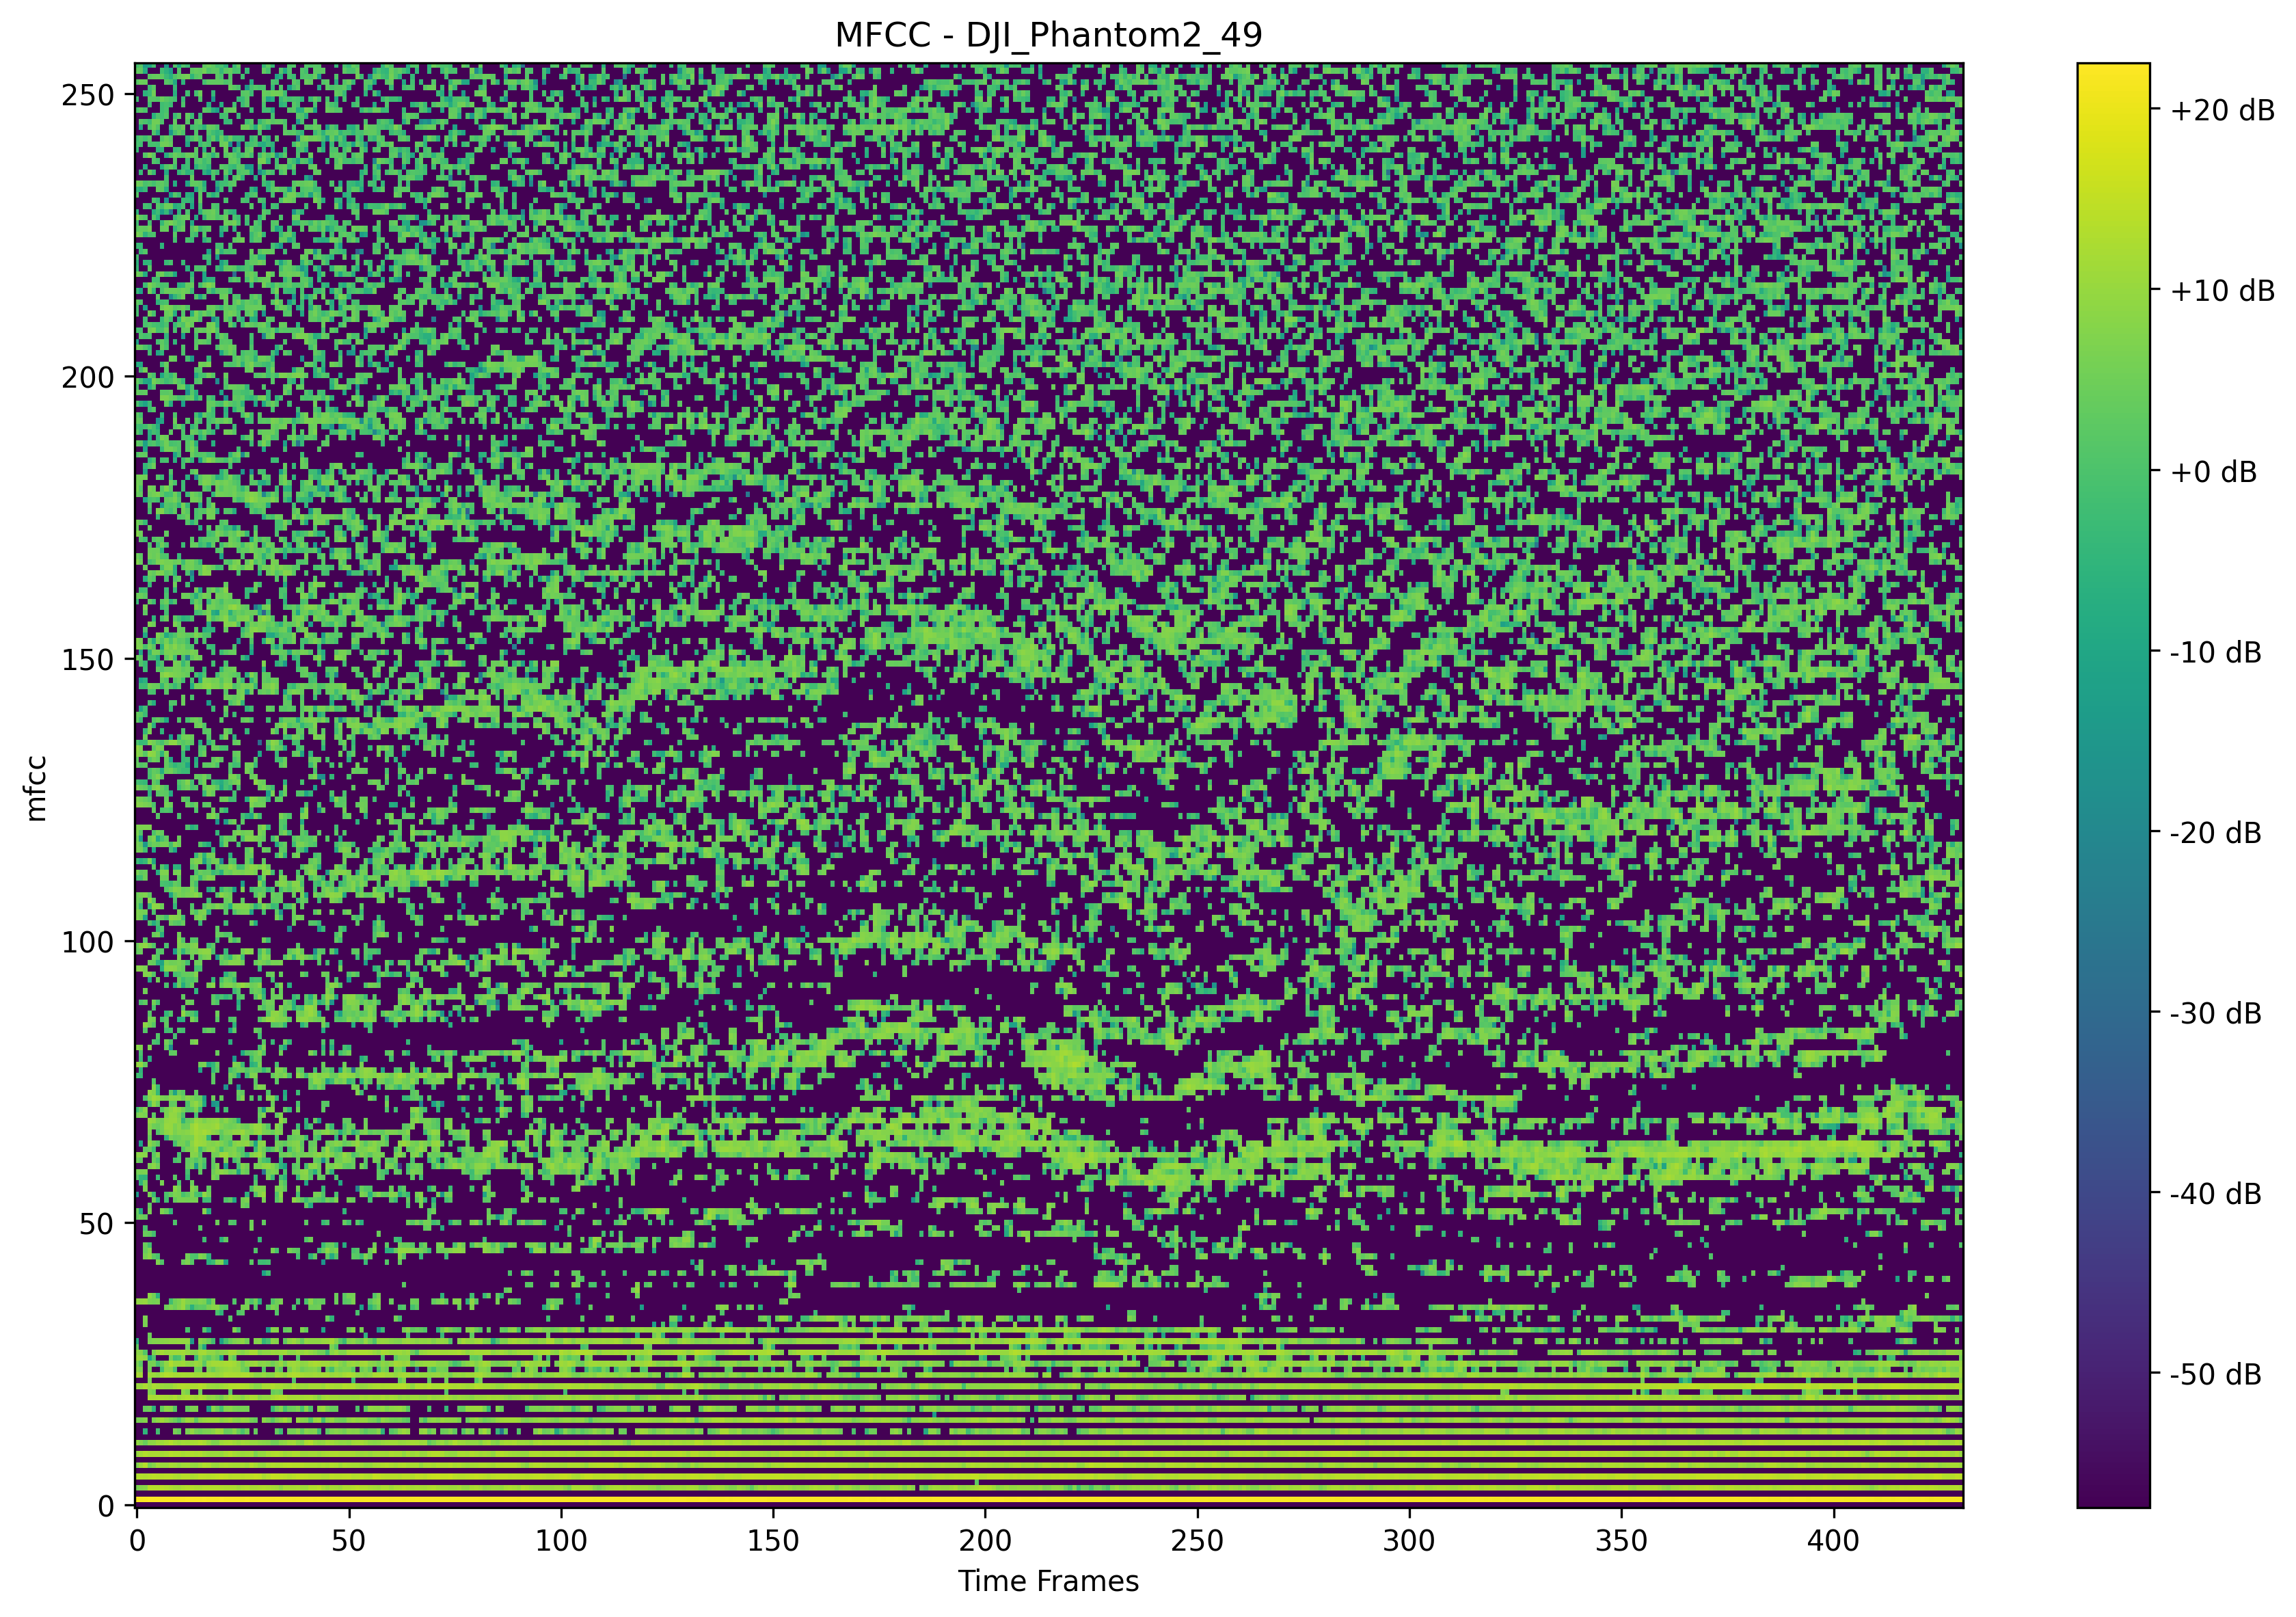 MFCC - DJI_Phantom2_49
250
200
150
100
50
0
mfcc
0 50 100 150 200 250 300 350 400
Time Frames
+20 dB
+10 dB
+0 dB
-10 dB
-20 dB
-30 dB
-40 dB
-50 dB